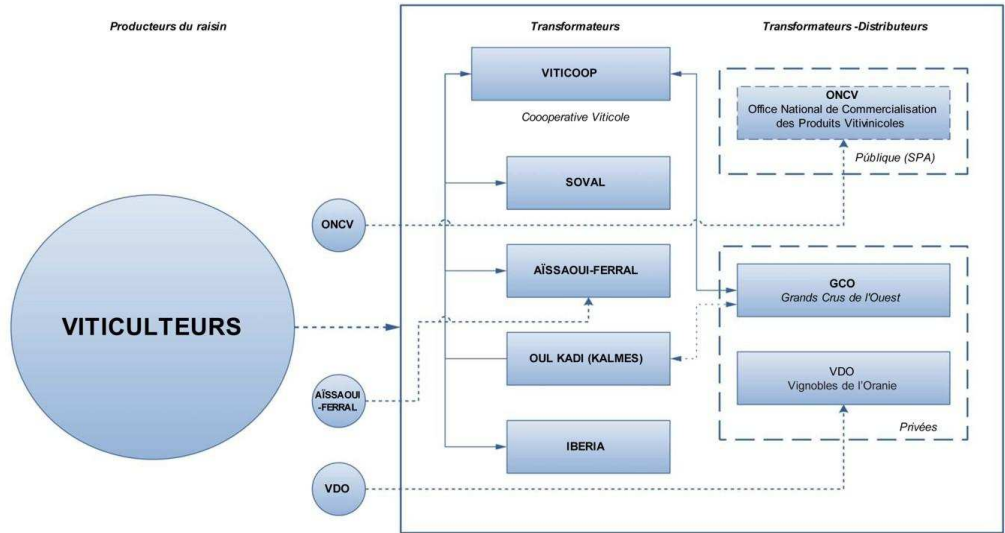 Producteurs du raisin
Transformateurs
Transformateurs -Distributeurs
VITICOOP
Coooperative Viticole
ONCV
Office National de Commercialisation
des Produits Vitivinicoles
Públique (SPA)
SOVAL
ONCV
AÏSSAOUI-FERRAL
GCO
Grands Crus de l'Ouest
VITICULTEURS
OUL KADI (KALMES)
VDO
Vignobles de l'Oranie
AÏSSAOUI
-FERRAL
Privées
IBERIA
VDO